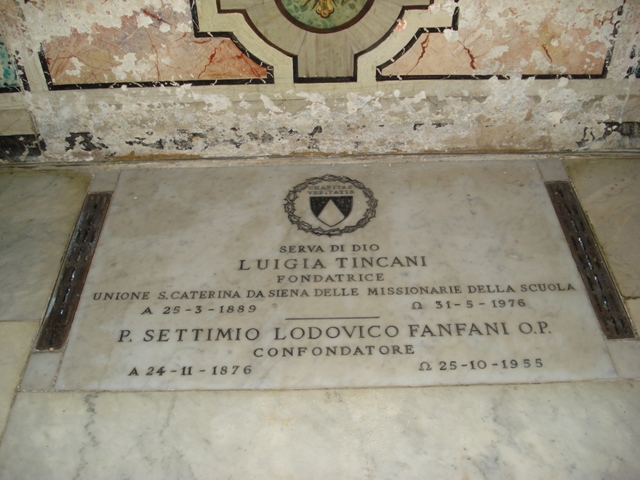 CHARITAS
VERITATIS
SERVA DI DIO
LUIGIA TINCANI
FONDATRICE
UNIONE S. CATERINA DA SIENA DELLE MISSIONARIE DELLA SCUOLA
A 25-3-1889 Ω 31-5-1976
P. SETTIMIO LODOVICO FANFANI O.P.
CONFONDATORE
A 24-11-1876 Ω 25-10-1955